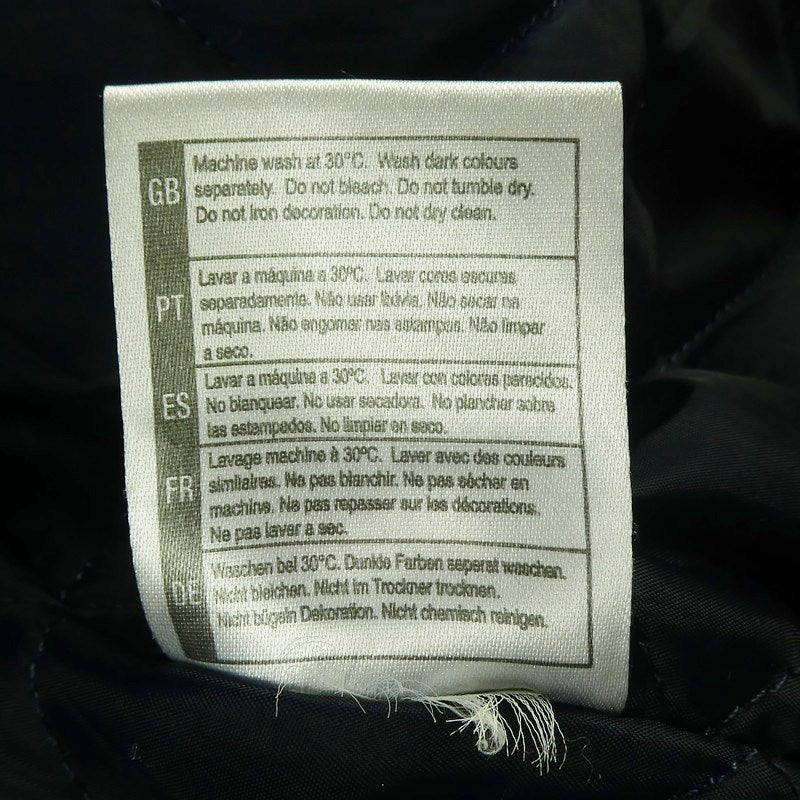 GB
Machine wash at 30°C. Wash dark colours
separately. Do not bleach. Do not tumble dry.
Do not iron decoration. Do not dry clean.
PT
Lavar a máquina a 30ºC. Lavar cores escuras
separadamente. Não usar lixívia. Não secar na
máquina. Não engomar nas estampas. Não limpar
a seco.
ES
Lavar a máquina a 30ºC. Lavar con colores parecidos.
No blanquear. No usar secadora. No planchar sobre
las estampados. No limpiar en seco.
FR
Lavage machine à 30°C. Laver avec des couleurs
similaires. Ne pas blanchir. Ne pas sécher en
machine. Ne pas repasser sur les décorations.
Ne pas laver a sec.
DE
Waschen bei 30°C. Dunkle Farben seperat waschen.
Nicht bleichen. Nicht im Trockner trocknen.
Nicht bügeln Dekoration. Nicht chemisch reinigen.